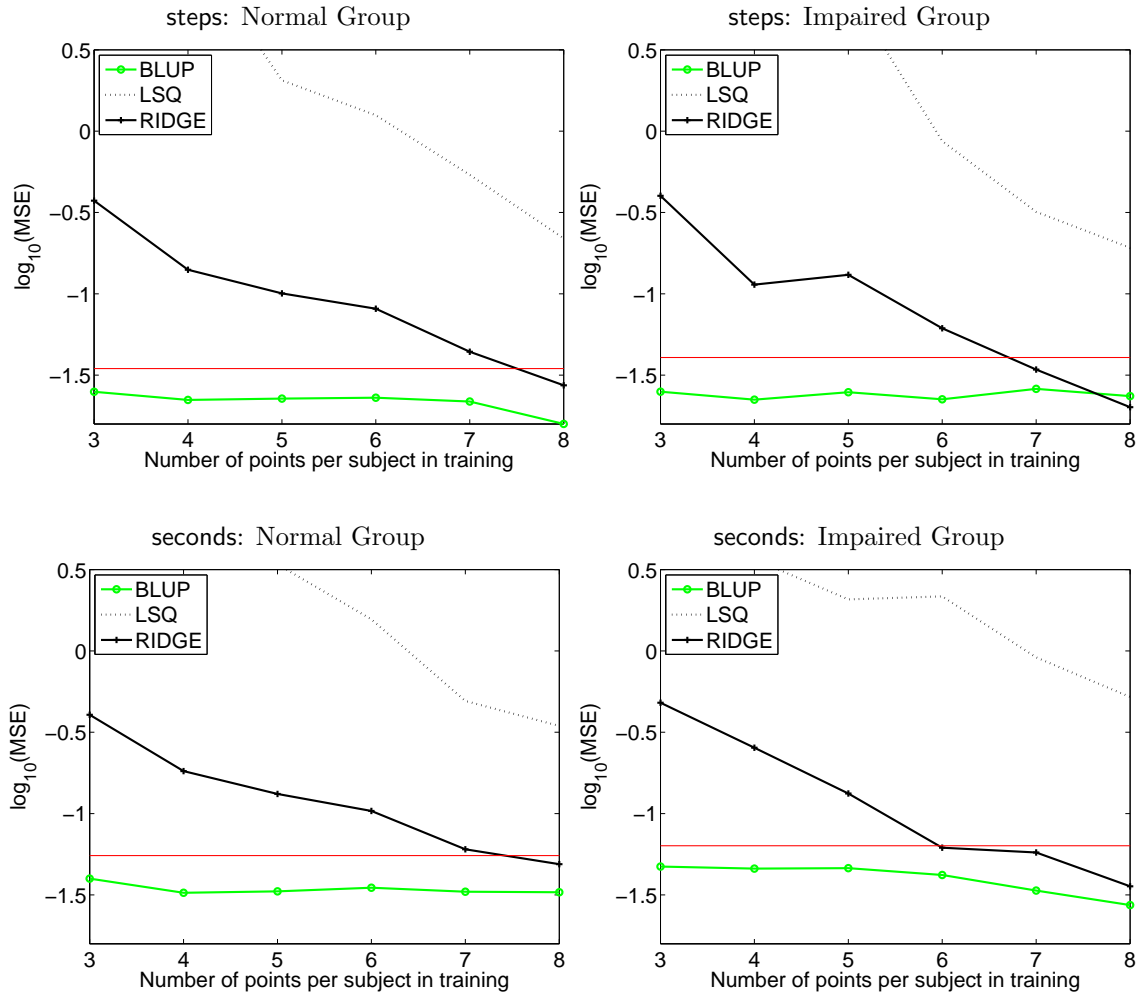 steps: Normal Group
0.5
0
−0.5
−1
−1.5
log10(MSE)
BLUP
LSQ
RIDGE
3 4 5 6 7 8
Number of points per subject in training
steps: Impaired Group
0.5
0
−0.5
−1
−1.5
log10(MSE)
BLUP
LSQ
RIDGE
3 4 5 6 7 8
Number of points per subject in training
seconds: Normal Group
0.5
0
−0.5
−1
−1.5
log10(MSE)
BLUP
LSQ
RIDGE
3 4 5 6 7 8
Number of points per subject in training
seconds: Impaired Group
0.5
0
−0.5
−1
−1.5
log10(MSE)
BLUP
LSQ
RIDGE
3 4 5 6 7 8
Number of points per subject in training